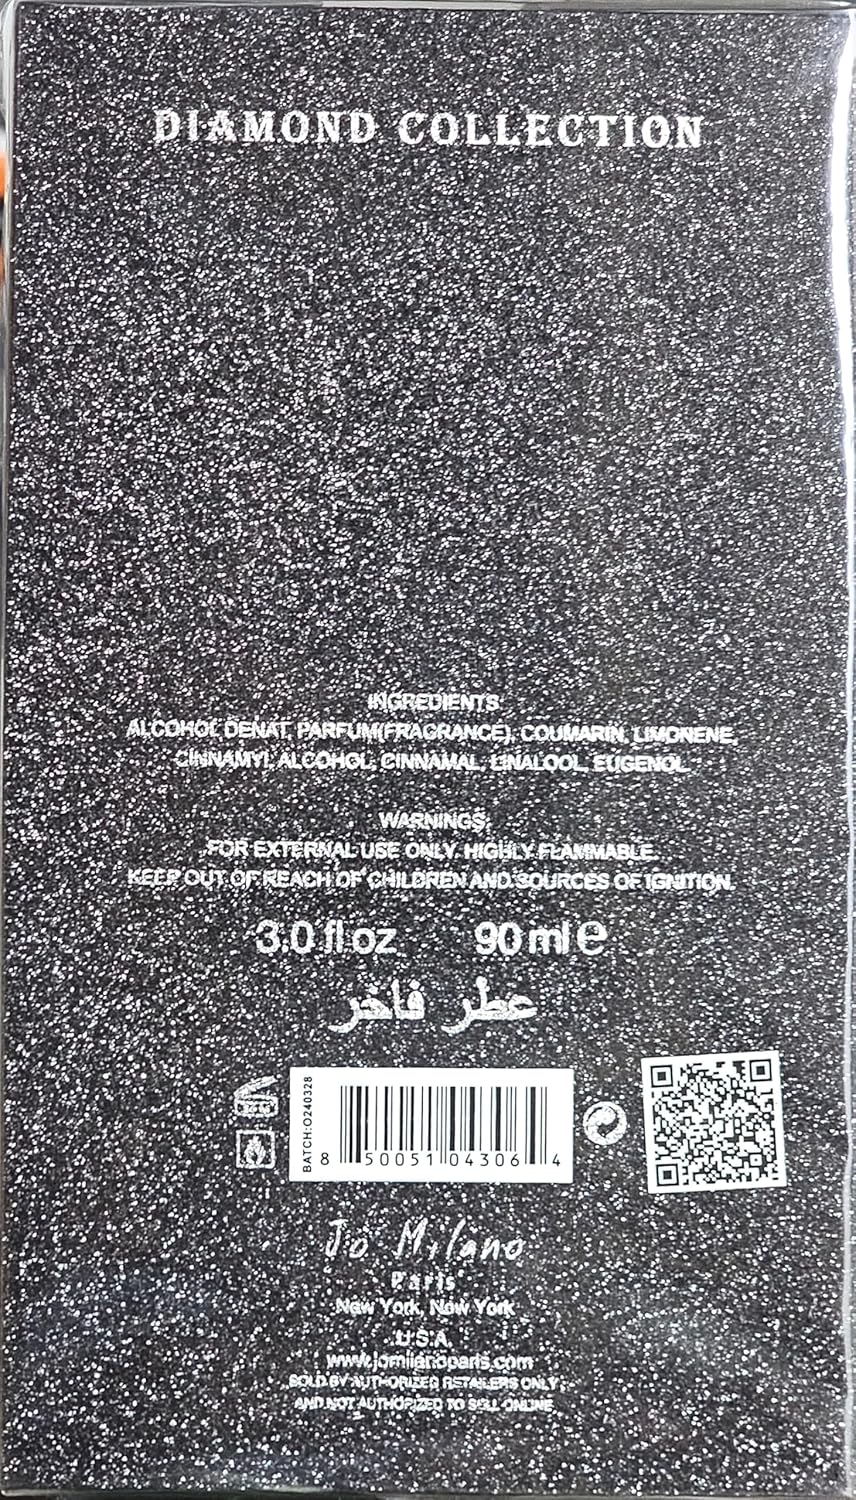 DIAMOND COLLECTION
INGREDIENTS:
ALCOHOL DENAT, PARFUM(FRAGRANCE), COUMARIN, LIMONENE,
CINNAMYL ALCOHOL, CINNAMAL, LINALOOL, EUGENOL.
WARNINGS:
FOR EXTERNAL USE ONLY. HIGHLY FLAMMABLE.
KEEP OUT OF REACH OF CHILDREN AND SOURCES OF IGNITION.
3.0 fl oz 90 ml e
عطر فاخر
BATCH:O240328
8 50051 04306 4
Jo Milano
Paris
New York, New York
U.S.A.
www.jomilanoparis.com
SOLD BY AUTHORIZED RETAILERS ONLY
AND NOT AUTHORIZED TO SELL ONLINE